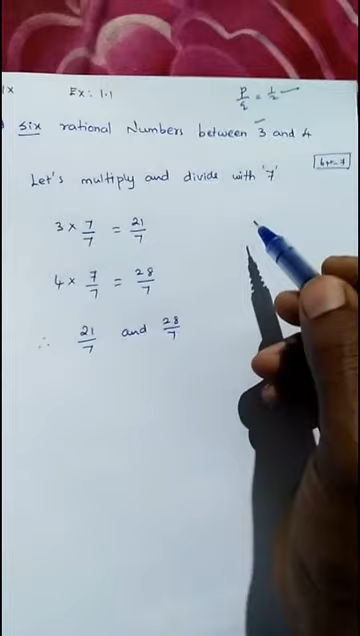 IX Ex: 1.1 P/q = 1/2
six rational Numbers between 3 and 4
6+1=7
Let's multiply and divide with '7'
3 × 7/7 = 21/7
4 × 7/7 = 28/7
∴ 21/7 and 28/7